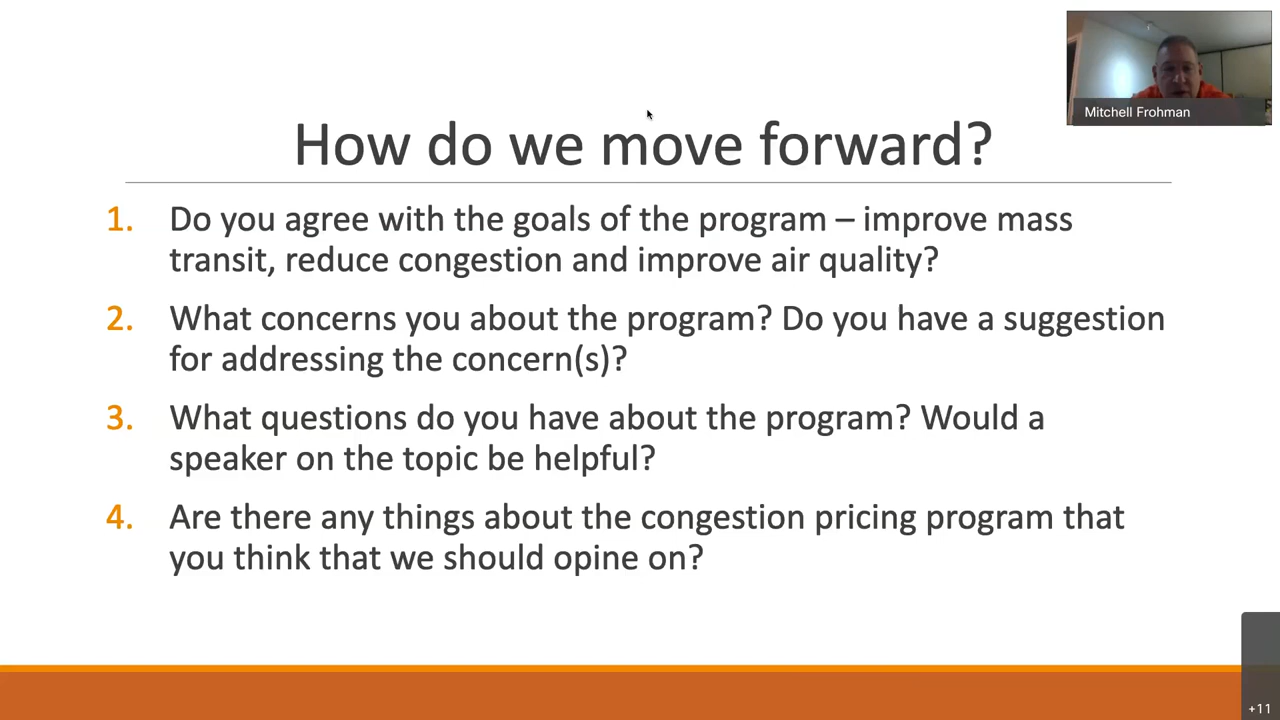 Mitchell Frohman
How do we move forward?
1. Do you agree with the goals of the program – improve mass
transit, reduce congestion and improve air quality?
2. What concerns you about the program? Do you have a suggestion
for addressing the concern(s)?
3. What questions do you have about the program? Would a
speaker on the topic be helpful?
4. Are there any things about the congestion pricing program that
you think that we should opine on?
+11